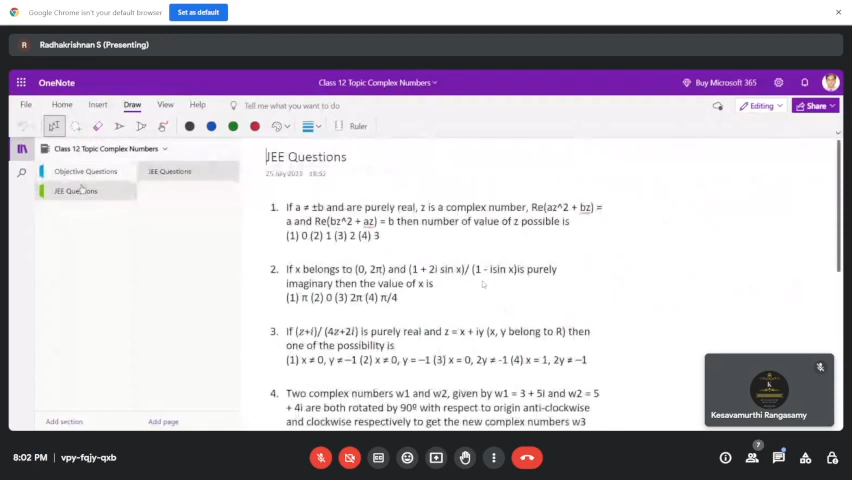 Google Chrome isn't your default browser
Set as default
R
Radhakrishnan S (Presenting)
OneNote
Class 12 Topic Complex Numbers
Buy Microsoft 365
File Home Insert Draw View Help Tell me what you want to do
Editing
Share
Ruler
Class 12 Topic Complex Numbers
Objective Questions
JEE Questions
JEE Questions
JEE Questions
25 July 2023 18:52
1. If a ≠ ±b and are purely real, z is a complex number, Re(az^2 + bz) =
a and Re(bz^2 + az) = b then number of value of z possible is
(1) 0 (2) 1 (3) 2 (4) 3
2. If x belongs to (0, 2π) and (1 + 2i sin x)/ (1 - isin x)is purely
imaginary then the value of x is
(1) π (2) 0 (3) 2π (4) π/4
3. If (z+i)/ (4z+2i) is purely real and z = x + iy (x, y belong to R) then
one of the possibility is
(1) x ≠ 0, y ≠ −1 (2) x ≠ 0, y = −1 (3) x = 0, 2y ≠ -1 (4) x = 1, 2y ≠ −1
4. Two complex numbers w1 and w2, given by w1 = 3 + 5i and w2 = 5
+ 4i are both rotated by 90º with respect to origin anti-clockwise
and clockwise respectively to get the new complex numbers w3
Add section
Add page
K
Kesavamurthi Rangasamy
8:02 PM
vpy-fqjy-qxb
7